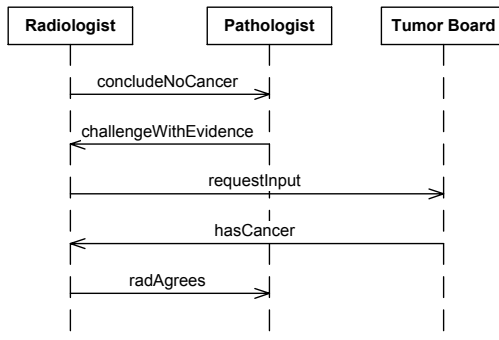 Radiologist
Pathologist
Tumor Board
concludeNoCancer
challengeWithEvidence
requestInput
hasCancer
radAgrees